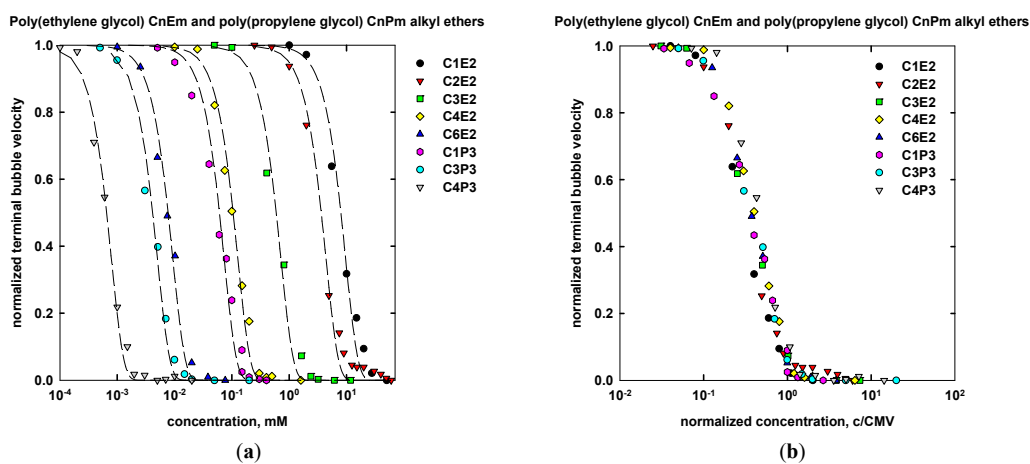 Poly(ethylene glycol) CnEm and poly(propylene glycol) CnPm alkyl ethers
normalized terminal bubble velocity
1.0
0.8
0.6
0.4
0.2
0.0
10-4
10-3
10-2
10-1
100
101
concentration, mM
C1E2
C2E2
C3E2
C4E2
C6E2
C1P3
C3P3
C4P3
(a)
Poly(ethylene glycol) CnEm and poly(propylene glycol) CnPm alkyl ethers
normalized terminal bubble velocity
1.0
0.8
0.6
0.4
0.2
0.0
10-2
10-1
100
101
102
normalized concentration, c/CMV
C1E2
C2E2
C3E2
C4E2
C6E2
C1P3
C3P3
C4P3
(b)